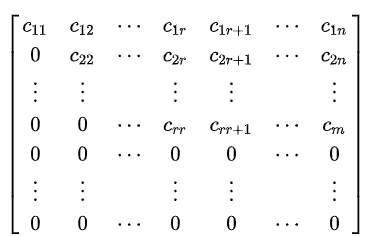 c₁₁ c₁₂ ⋯ c₁ᵣ c₁ᵣ₊₁ ⋯ c₁ₙ
0 c₂₂ ⋯ c₂ᵣ c₂ᵣ₊₁ ⋯ c₂ₙ
⋮ ⋮ ⋮ ⋮ ⋮
0 0 ⋯ cᵣᵣ cᵣᵣ₊₁ ⋯ cₘ
0 0 ⋯ 0 0 ⋯ 0
⋮ ⋮ ⋮ ⋮ ⋮
0 0 ⋯ 0 0 ⋯ 0